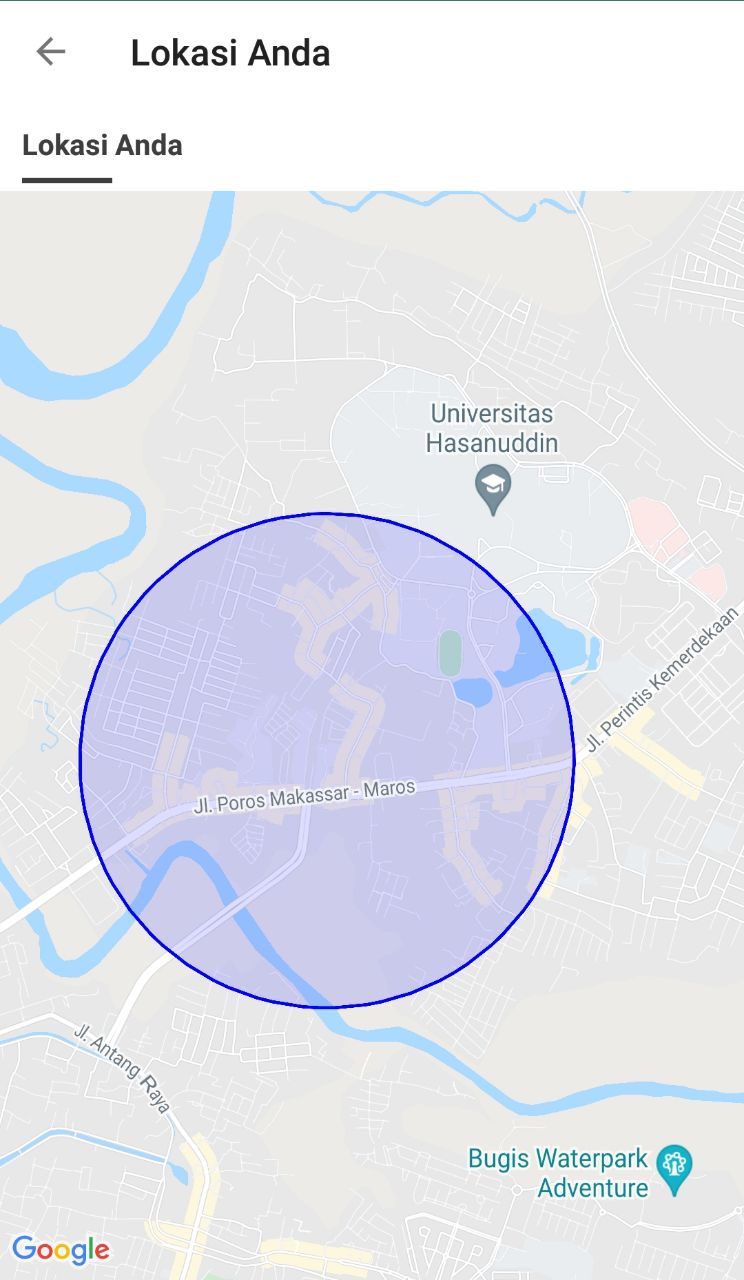 Lokasi Anda
Lokasi Anda
Universitas
Hasanuddin
Jl. Perintis Kemerdekaan
Jl. Poros Makassar - Maros
Jl. Antang Raya
Bugis Waterpark
Adventure
Google